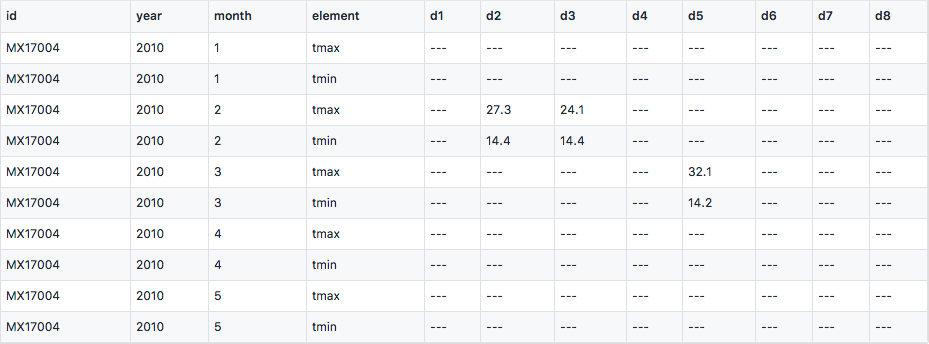 id year month element d1 d2 d3 d4 d5 d6 d7 d8
MX17004 2010 1 tmax --- --- --- --- --- --- --- ---
MX17004 2010 1 tmin --- --- --- --- --- --- --- ---
MX17004 2010 2 tmax --- 27.3 24.1 --- --- --- --- ---
MX17004 2010 2 tmin --- 14.4 14.4 --- --- --- --- ---
MX17004 2010 3 tmax --- --- --- --- 32.1 --- --- ---
MX17004 2010 3 tmin --- --- --- --- 14.2 --- --- ---
MX17004 2010 4 tmax --- --- --- --- --- --- --- ---
MX17004 2010 4 tmin --- --- --- --- --- --- --- ---
MX17004 2010 5 tmax --- --- --- --- --- --- --- ---
MX17004 2010 5 tmin --- --- --- --- --- --- --- ---